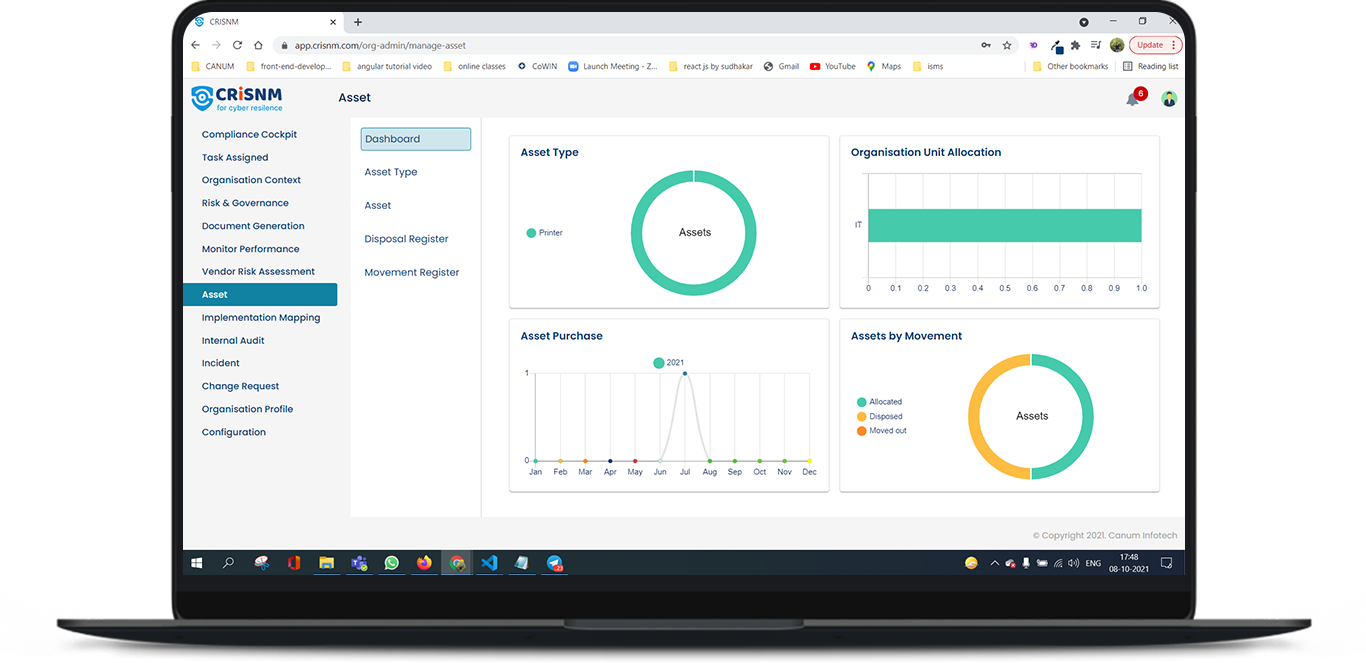 CRISNM
app.crisnm.com/org-admin/manage-asset
Update
CANUM
front-end-develop...
angular tutorial video
online classes
CoWIN
Launch Meeting - Z...
react js by sudhakar
Gmail
YouTube
Maps
isms
Other bookmarks
Reading list
CRiSNM
for cyber resilence
Asset
6
Compliance Cockpit
Task Assigned
Organisation Context
Risk & Governance
Document Generation
Monitor Performance
Vendor Risk Assessment
Asset
Implementation Mapping
Internal Audit
Incident
Change Request
Organisation Profile
Configuration
Dashboard
Asset Type
Asset
Disposal Register
Movement Register
Asset Type
Printer
Assets
Organisation Unit Allocation
IT
0 0.1 0.2 0.3 0.4 0.5 0.6 0.7 0.8 0.9 1.0
Asset Purchase
2021
1
0
Jan Feb Mar Apr May Jun Jul Aug Sep Oct Nov Dec
Assets by Movement
Allocated
Disposed
Moved out
Assets
© Copyright 2021. Canum Infotech
ENG
17:48
08-10-2021